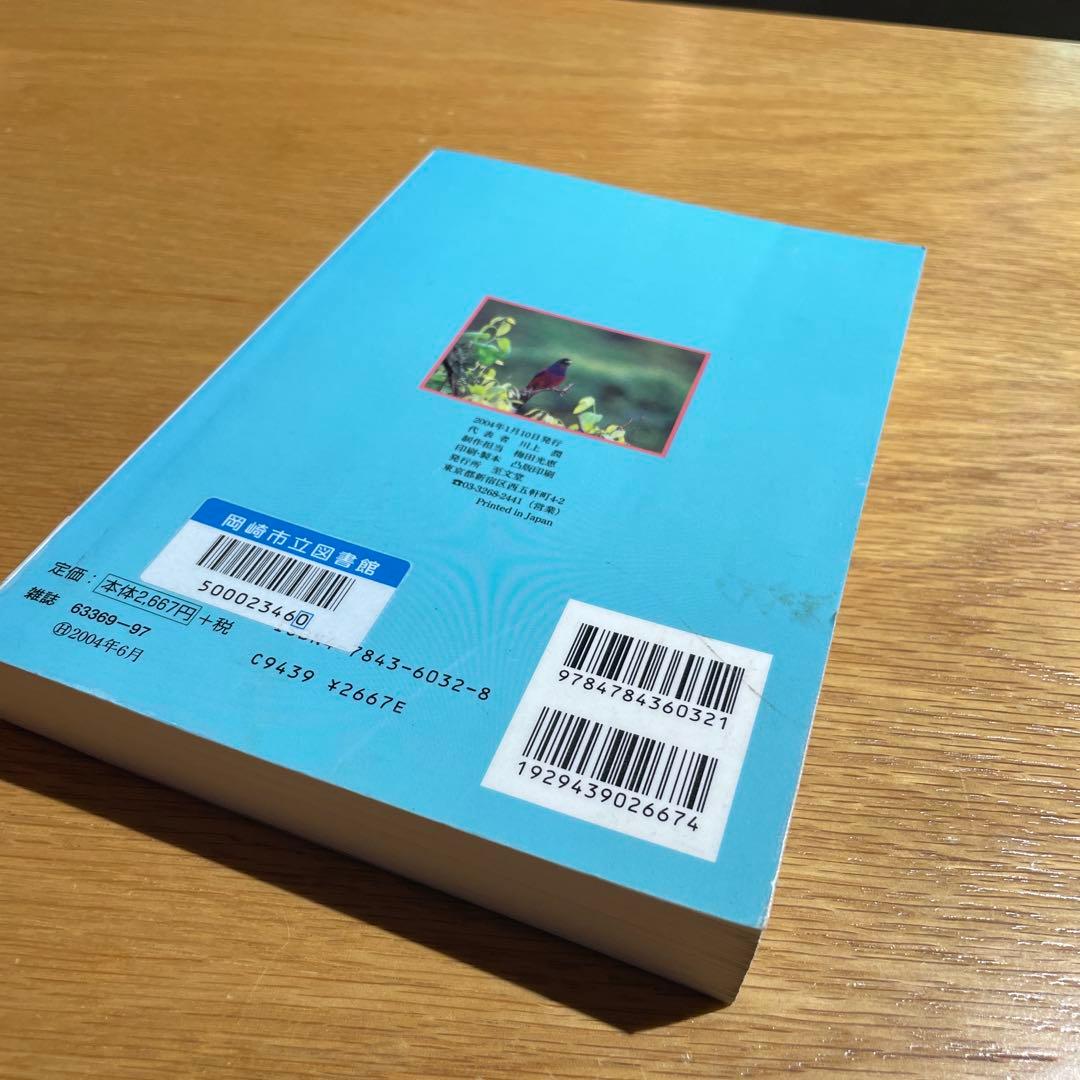 2004年1月10日発行
代表者 川上 潤
制作担当 梅田光恵
印刷·製本 凸版印刷
発行所 至文堂
東京都新宿区西五軒町4-2
☎03-3268-2441（営業）
Printed in Japan
岡崎市立図書館
500023460
定価：本体2,667円+税
雑誌 63369-97
Ⓗ2004年6月
7843-6032-8
C9439 ¥2667E
9784784360321
1929439026674